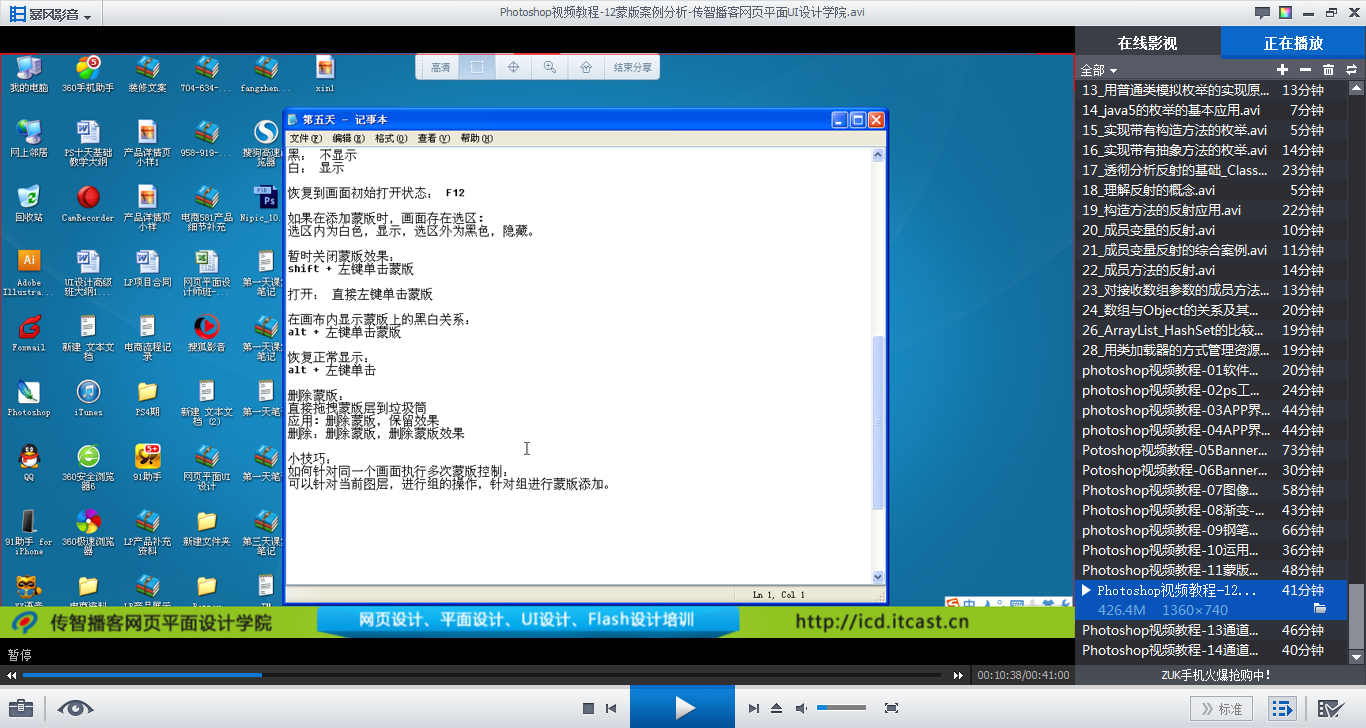 暴风影音
Photoshop视频教程-12蒙版案例分析-传智播客网页平面UI设计学院.avi
在线影视
正在播放
全部
高清
结束分享
我的电脑
360手机助手
装修文案
704-634-...
fangzhen...
xin1
网上邻居
PS十天基础教学大纲
产品详情页小样1
958-919-...
搜狗高速浏览器
回收站
CamRecorder
产品详情页小样
电商581产品细节补充
Nipic_10.
Adobe Illustra...
UI设计高级班大纲1...
LP项目合同
网页平面设计师班-...
第一天课
笔记
Foxmail
新建 文本文档
电商流程记录
搜狐影音
第一天课
笔记
Photoshop
iTunes
PS4期
新建 文本文档 (2)
第一天笔
QQ
360安全浏览器6
91助手
网页平面UI设计
第一天笔
91助手 for iPhone
360极速浏览器
LP产品补充资料
新建文件夹
第三天课
笔记
第五天 - 记事本
文件(F) 编辑(E) 格式(O) 查看(V) 帮助(H)
黑： 不显示
白： 显示
恢复到画面初始打开状态： F12
如果在添加蒙版时，画面存在选区：
选区内为白色，显示，选区外为黑色，隐藏。
暂时关闭蒙版效果：
shift + 左键单击蒙版
打开： 直接左键单击蒙版
在画布内显示蒙版上的黑白关系：
alt + 左键单击蒙版
恢复正常显示：
alt + 左键单击
删除蒙版：
直接拖拽蒙版层到垃圾筒
应用：删除蒙版，保留效果
删除：删除蒙版，删除蒙版效果
小技巧：
如何针对同一个画面执行多次蒙版控制：
可以针对当前图层，进行组的操作，针对组进行蒙版添加。
Ln 1, Col 1
传智播客网页平面设计学院
网页设计、平面设计、UI设计、Flash设计培训
http://icd.itcast.cn
13_用普通类模拟枚举的实现原... 13分钟
14_java5的枚举的基本应用.avi 7分钟
15_实现带有构造方法的枚举.avi 5分钟
16_实现带有抽象方法的枚举.avi 14分钟
17_透彻分析反射的基础_Class... 23分钟
18_理解反射的概念.avi 5分钟
19_构造方法的反射应用.avi 22分钟
20_成员变量的反射.avi 10分钟
21_成员变量反射的综合案例.avi 11分钟
22_成员方法的反射.avi 14分钟
23_对接收数组参数的成员方法... 13分钟
24_数组与Object的关系及其... 20分钟
26_ArrayList_HashSet的比较... 19分钟
28_用类加载器的方式管理资源... 19分钟
photoshop视频教程-01软件... 20分钟
photoshop视频教程-02ps工... 24分钟
photoshop视频教程-03APP界... 44分钟
photoshop视频教程-04APP界... 44分钟
Potoshop视频教程-05Banner... 73分钟
Potoshop视频教程-06Banner... 30分钟
Photoshop视频教程-07图像... 58分钟
Photoshop视频教程-08渐变-... 43分钟
photoshop视频教程-09钢笔... 66分钟
Photoshop视频教程-10运用... 36分钟
Photoshop视频教程-11蒙版... 48分钟
Photoshop视频教程-12... 41分钟
426.4M 1360×740
Photoshop视频教程-13通道... 46分钟
Photoshop视频教程-14通道... 40分钟
暂停
00:10:38/00:41:00
ZUK手机火爆抢购中！
标准